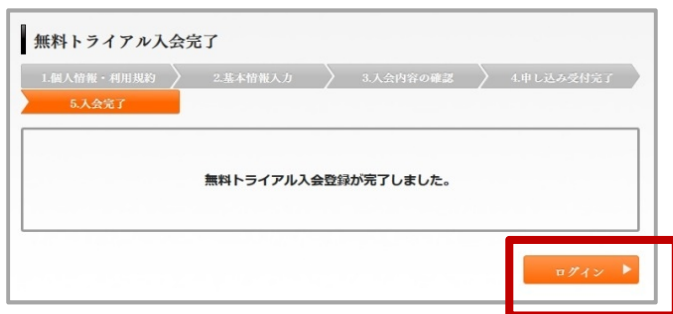 無料トライアル入会完了
1.個人情報・利用規約 2.基本情報入力 3.入会内容の確認 4.申し込み受付完了
5.入会完了
無料トライアル入会登録が完了しました。
ログイン